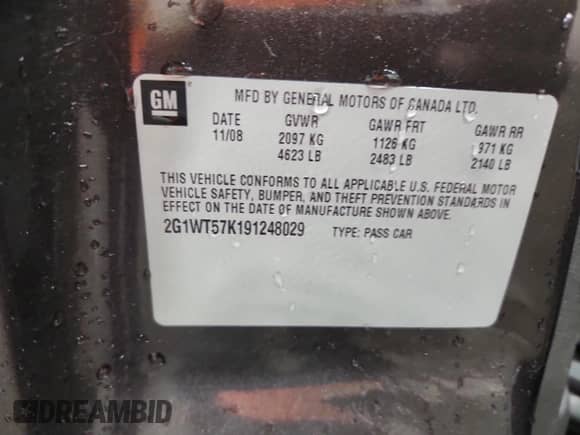 GM
MFD BY GENERAL MOTORS OF CANADA LTD.
DATE GVWR GAWR FRT GAWR RR
11/08 2097 KG 1126 KG 971 KG
4623 LB 2483 LB 2140 LB
THIS VEHICLE CONFORMS TO ALL APPLICABLE U.S. FEDERAL MOTOR
VEHICLE SAFETY, BUMPER, AND THEFT PREVENTION STANDARDS IN
EFFECT ON THE DATE OF MANUFACTURE SHOWN ABOVE.
2G1WT57K191248029 TYPE: PASS CAR
DREAMBID